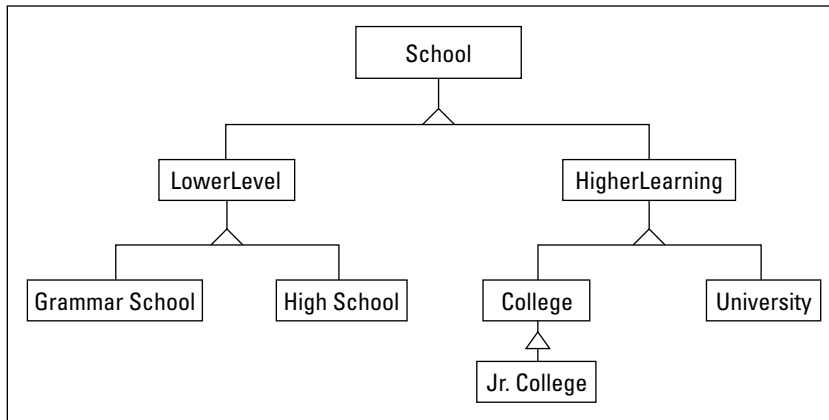 School
LowerLevel
HigherLearning
Grammar School
High School
College
University
Jr. College